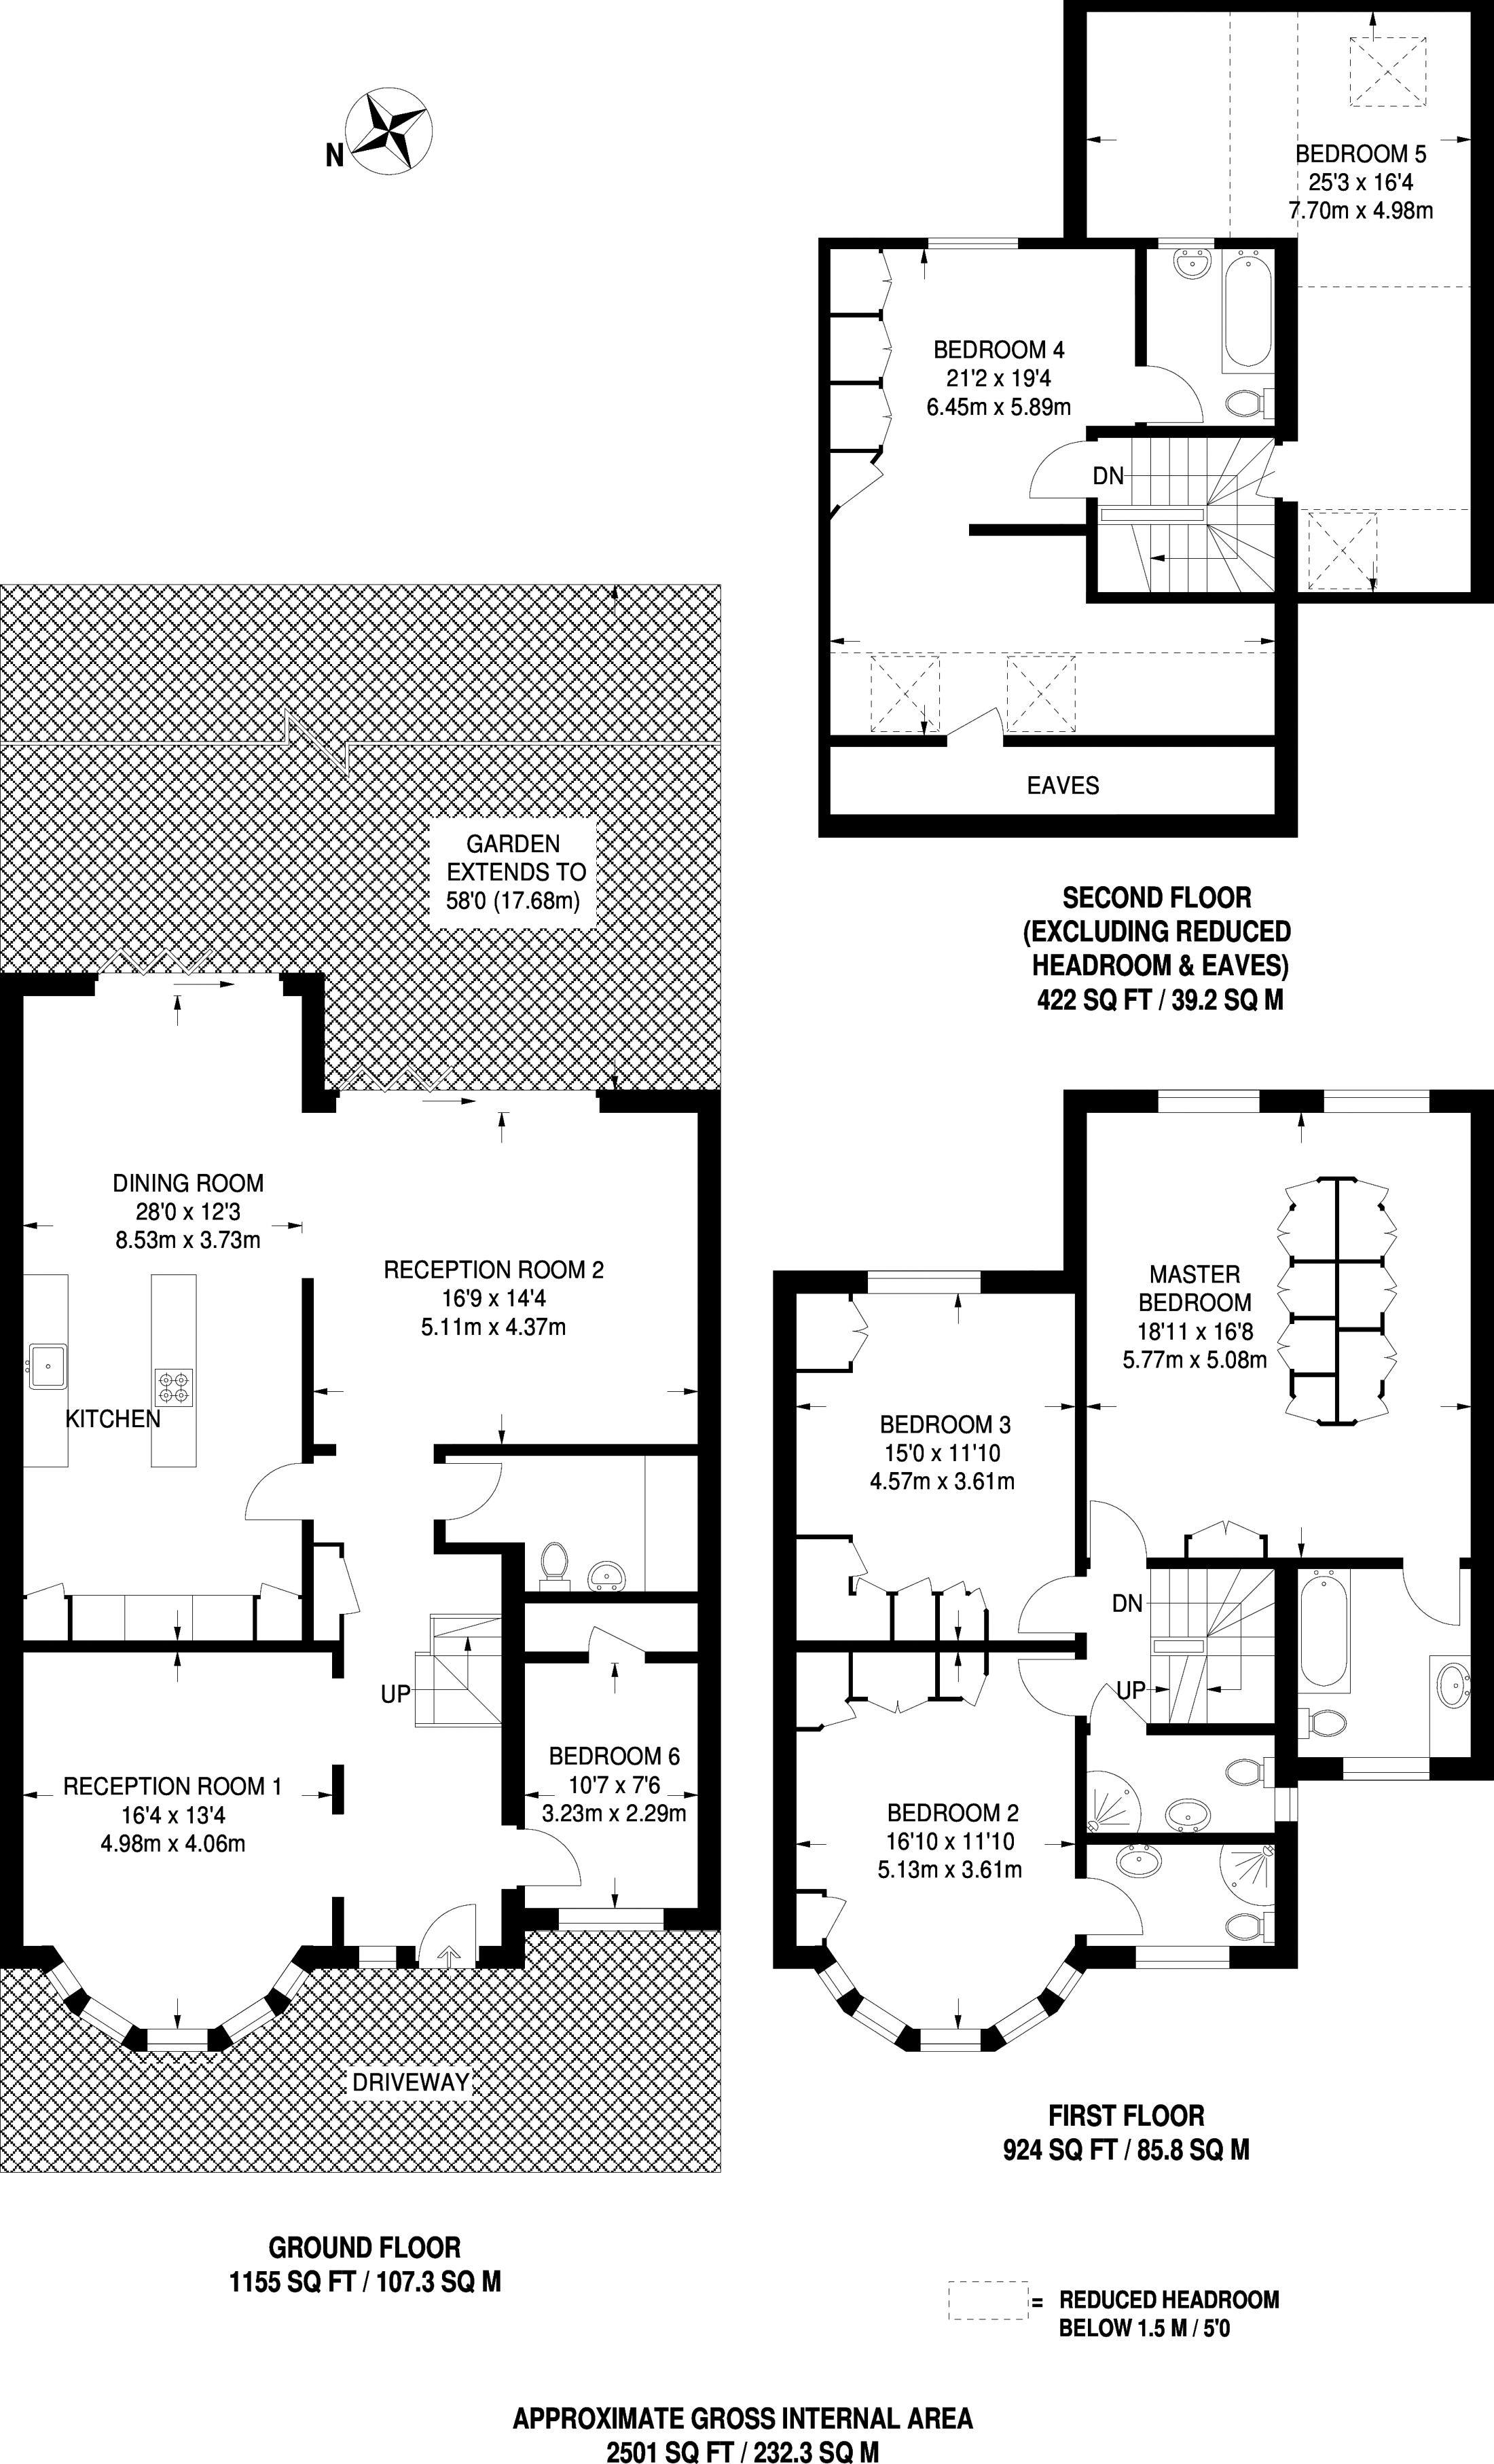 N
BEDROOM 5
25'3 x 16'4
7.70m x 4.98m
BEDROOM 4
21'2 x 19'4
6.45m x 5.89m
DN
EAVES
SECOND FLOOR
(EXCLUDING REDUCED
HEADROOM & EAVES)
422 SQ FT / 39.2 SQ M
GARDEN
EXTENDS TO
58'0 (17.68m)
DINING ROOM
28'0 x 12'3
8.53m x 3.73m
RECEPTION ROOM 2
16'9 x 14'4
5.11m x 4.37m
KITCHEN
UP
RECEPTION ROOM 1
16'4 x 13'4
4.98m x 4.06m
BEDROOM 6
10'7 x 7'6
3.23m x 2.29m
DRIVEWAY
GROUND FLOOR
1155 SQ FT / 107.3 SQ M
MASTER
BEDROOM
18'11 x 16'8
5.77m x 5.08m
BEDROOM 3
15'0 x 11'10
4.57m x 3.61m
DN
UP
BEDROOM 2
16'10 x 11'10
5.13m x 3.61m
FIRST FLOOR
924 SQ FT / 85.8 SQ M
= REDUCED HEADROOM
BELOW 1.5 M / 5'0
APPROXIMATE GROSS INTERNAL AREA
2501 SQ FT / 232.3 SQ M